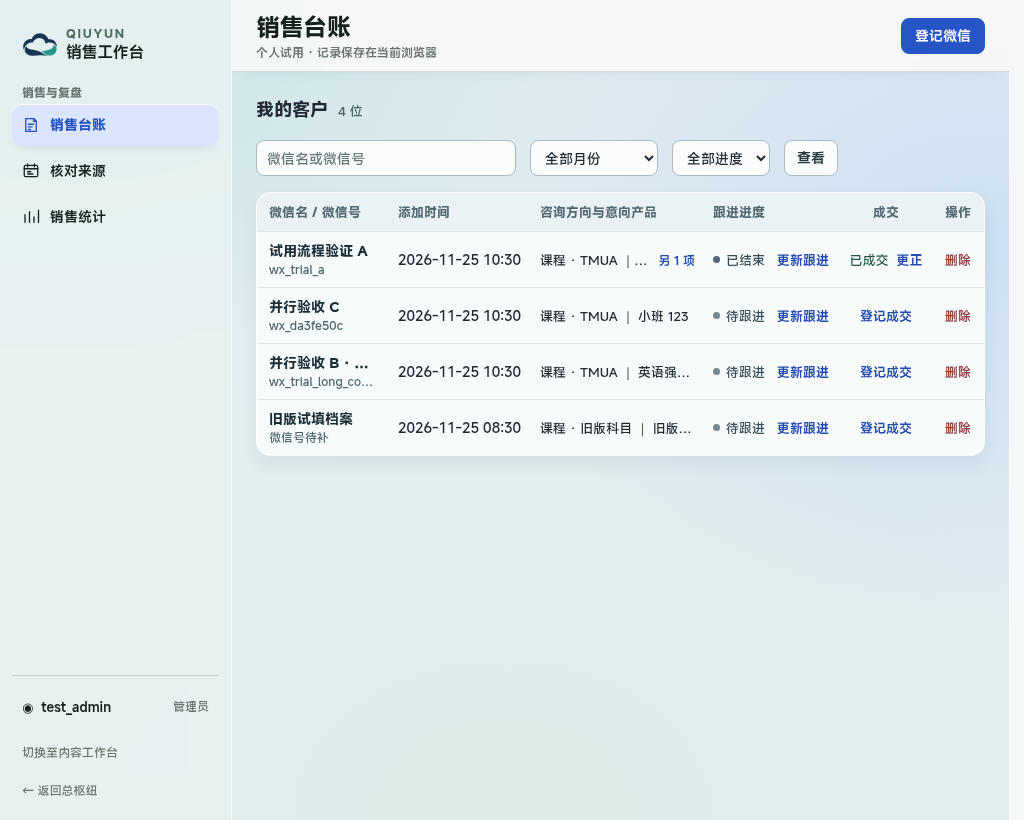 QIUYUN
销售工作台
销售与复盘
销售台账
核对来源
销售统计
test_admin 管理员
切换至内容工作台
← 返回总枢纽
销售台账
个人试用 · 记录保存在当前浏览器
登记微信
我的客户 4 位
微信名或微信号 全部月份 全部进度 查看
微信名 / 微信号 添加时间 咨询方向与意向产品 跟进进度 成交 操作
试用流程验证 A
wx_trial_a
2026-11-25 10:30 课程 · TMUA ｜… 另 1 项 已结束 更新跟进 已成交 更正 删除
并行验收 C
wx_da3fe50c
2026-11-25 10:30 课程 · TMUA ｜ 小班 123 待跟进 更新跟进 登记成交 删除
并行验收 B · …
wx_trial_long_co…
2026-11-25 10:30 课程 · TMUA ｜ 英语强… 待跟进 更新跟进 登记成交 删除
旧版试填档案
微信号待补
2026-11-25 08:30 课程 · 旧版科目 ｜ 旧版… 待跟进 更新跟进 登记成交 删除